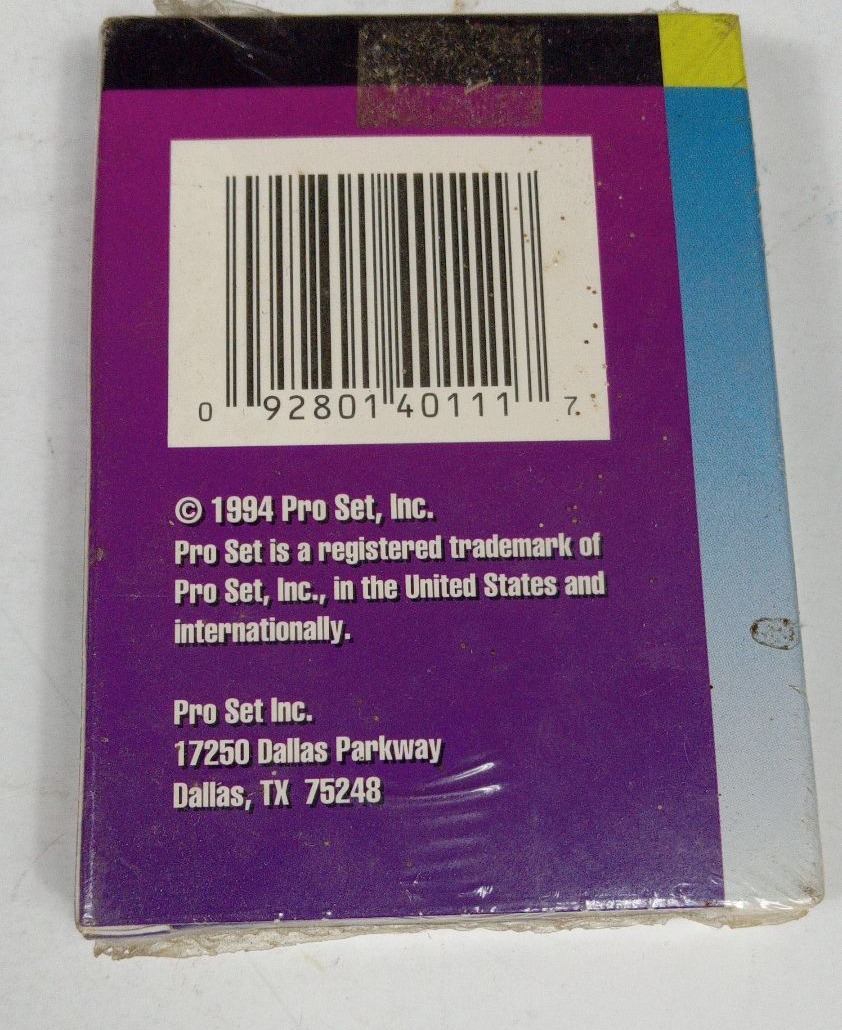 0 92801 40111 7
© 1994 Pro Set, Inc.
Pro Set is a registered trademark of
Pro Set, Inc., in the United States and
internationally.
Pro Set Inc.
17250 Dallas Parkway
Dallas, TX 75248